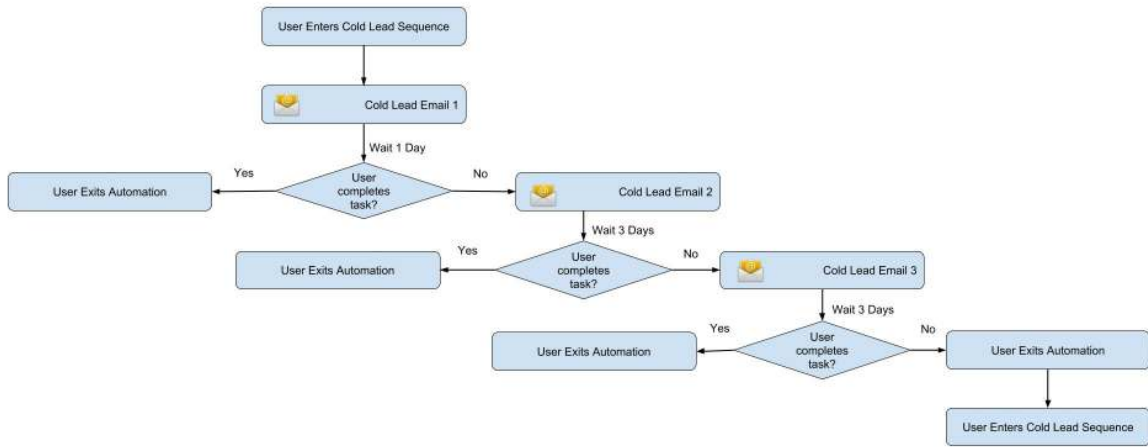 User Enters Cold Lead Sequence
Cold Lead Email 1
Wait 1 Day
Yes
User
completes
task?
No
User Exits Automation
Cold Lead Email 2
Wait 3 Days
Yes
User
completes
task?
No
User Exits Automation
Cold Lead Email 3
Wait 3 Days
Yes
User
completes
task?
No
User Exits Automation
User Exits Automation
User Enters Cold Lead Sequence